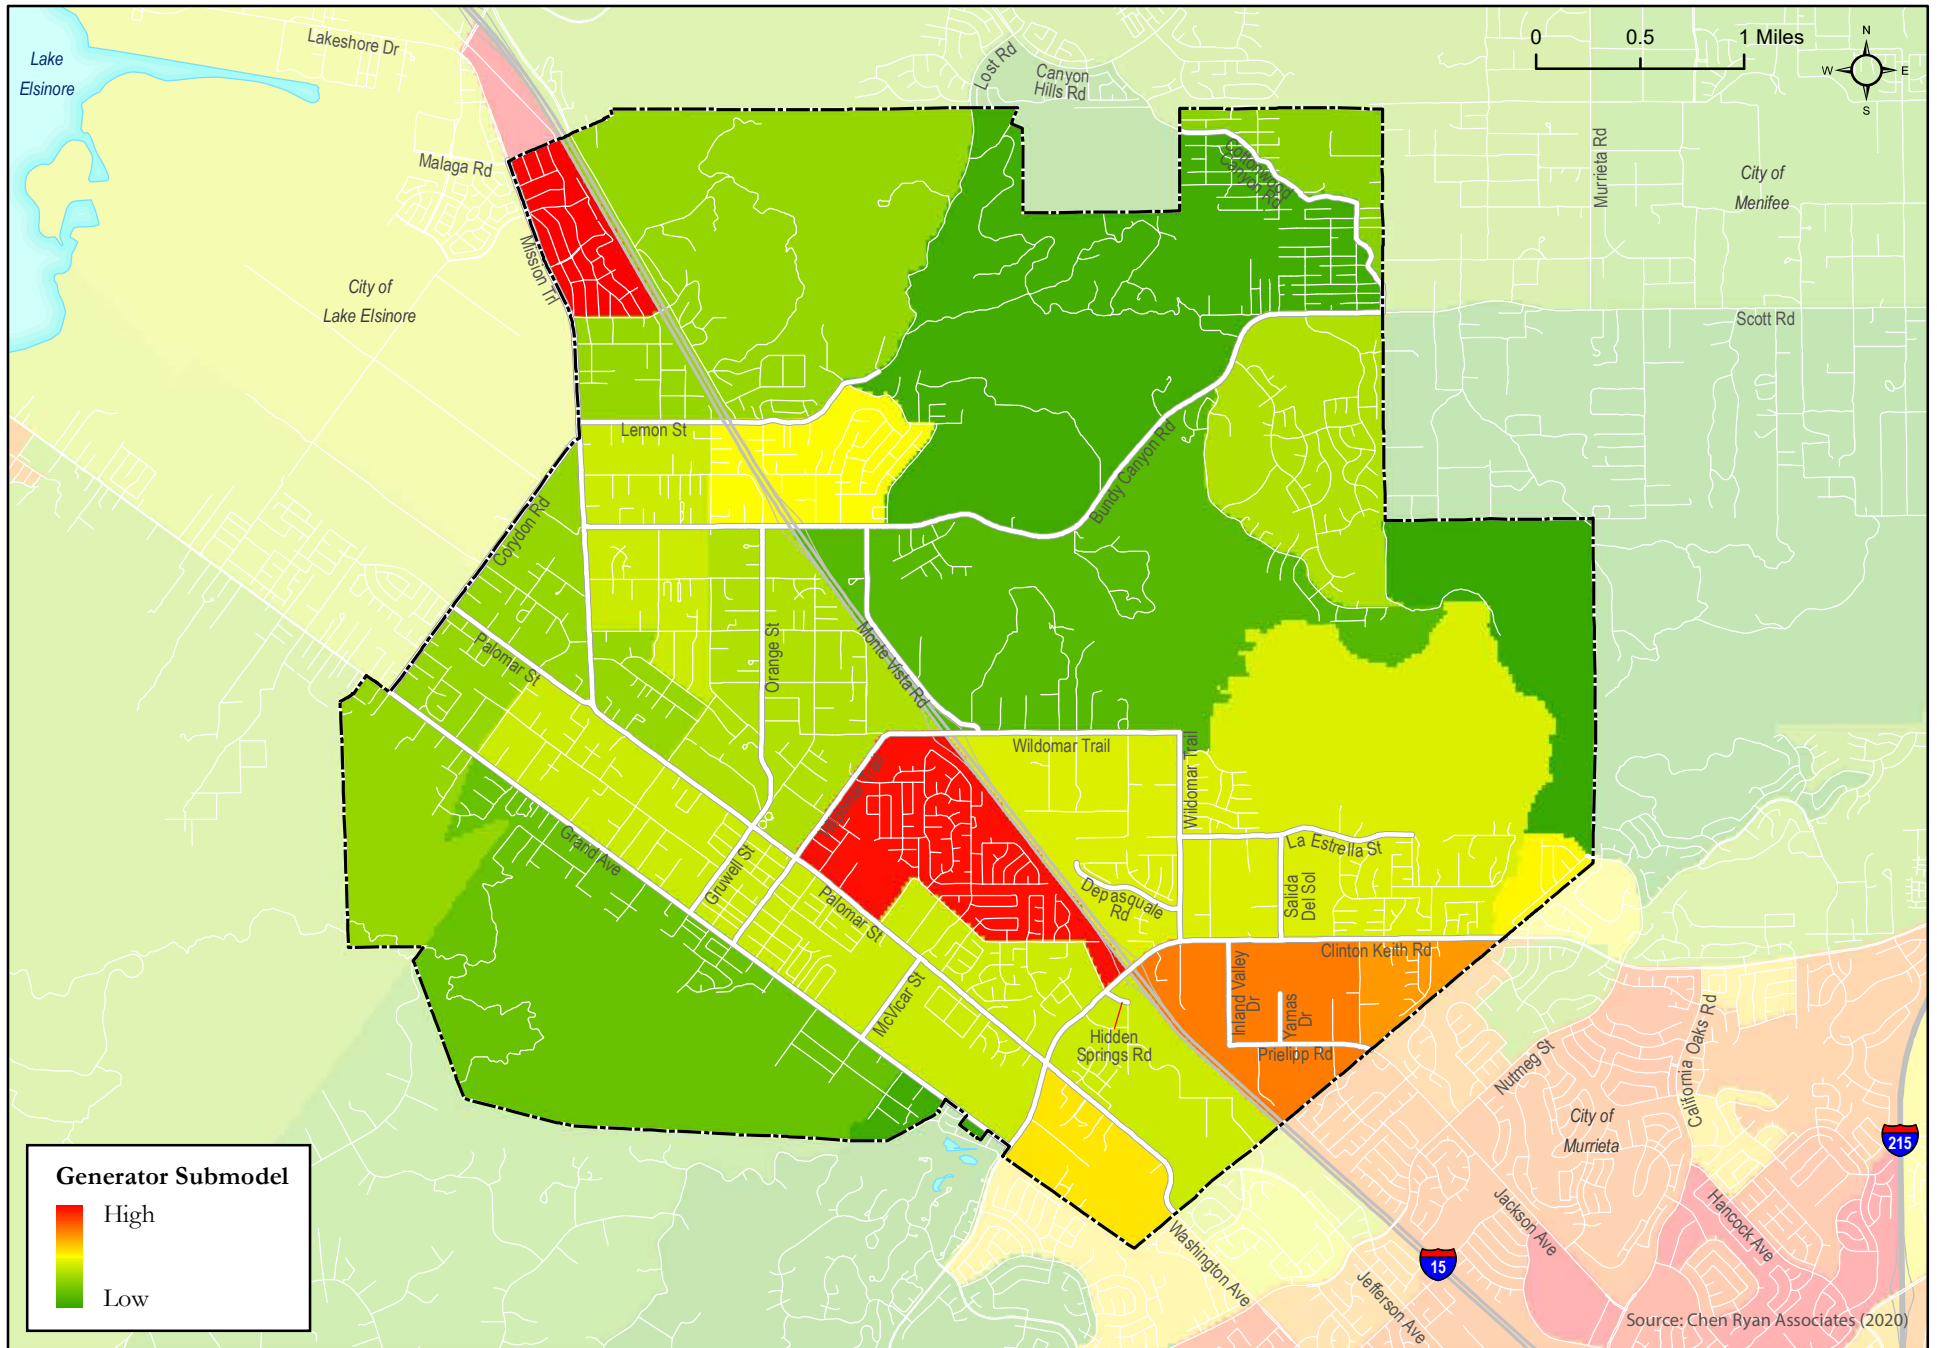 Lake
Elsinore
Lakeshore Dr
Lost Rd
Canyon
Hills Rd
0 0.5 1 Miles
N
W E
S
Malaga Rd
Cottonwood
Canyon Rd
Murrieta Rd
City of
Menifee
Mission Trl
City of
Lake Elsinore
Scott Rd
Lemon St
Bundy Canyon Rd
Corydon Rd
Palomar St
Orange St
Monte Vista Rd
Wildomar Trail
Wildomar Trail
Wildomar Trail
Grand Ave
Gruwell St
La Estrella St
Depasquale
Rd
Salida
Del Sol
Palomar St
Clinton Keith Rd
McVicar St
Inland Valley
Dr
Yamas
Dr
Hidden
Springs Rd
Prielipp Rd
Nutmeg St
California Oaks Rd
City of
Murrieta
215
Generator Submodel
High
Low
Jackson Ave
Hancock Ave
Washington Ave
15
Jefferson Ave
Source: Chen Ryan Associates (2020)